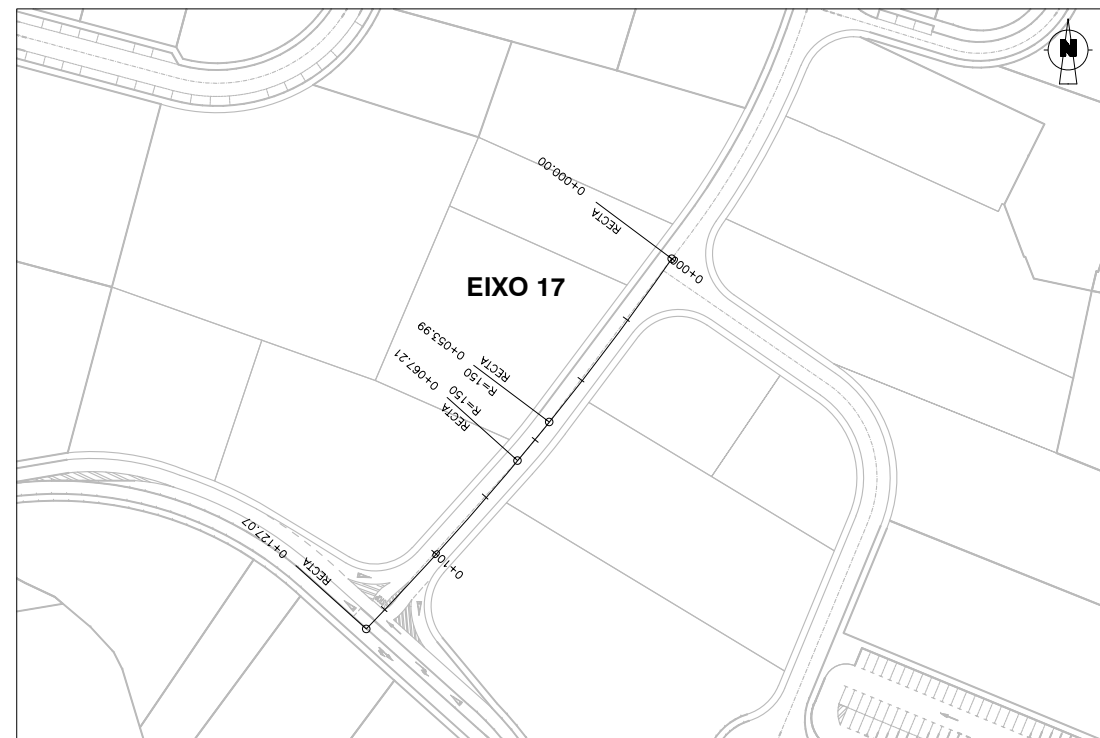 N
0+000.00
RECTA
0+000
EIXO 17
0+053.99
RECTA
R=150
0+067.21
R=150
RECTA
0+100
0+127.07
RECTA